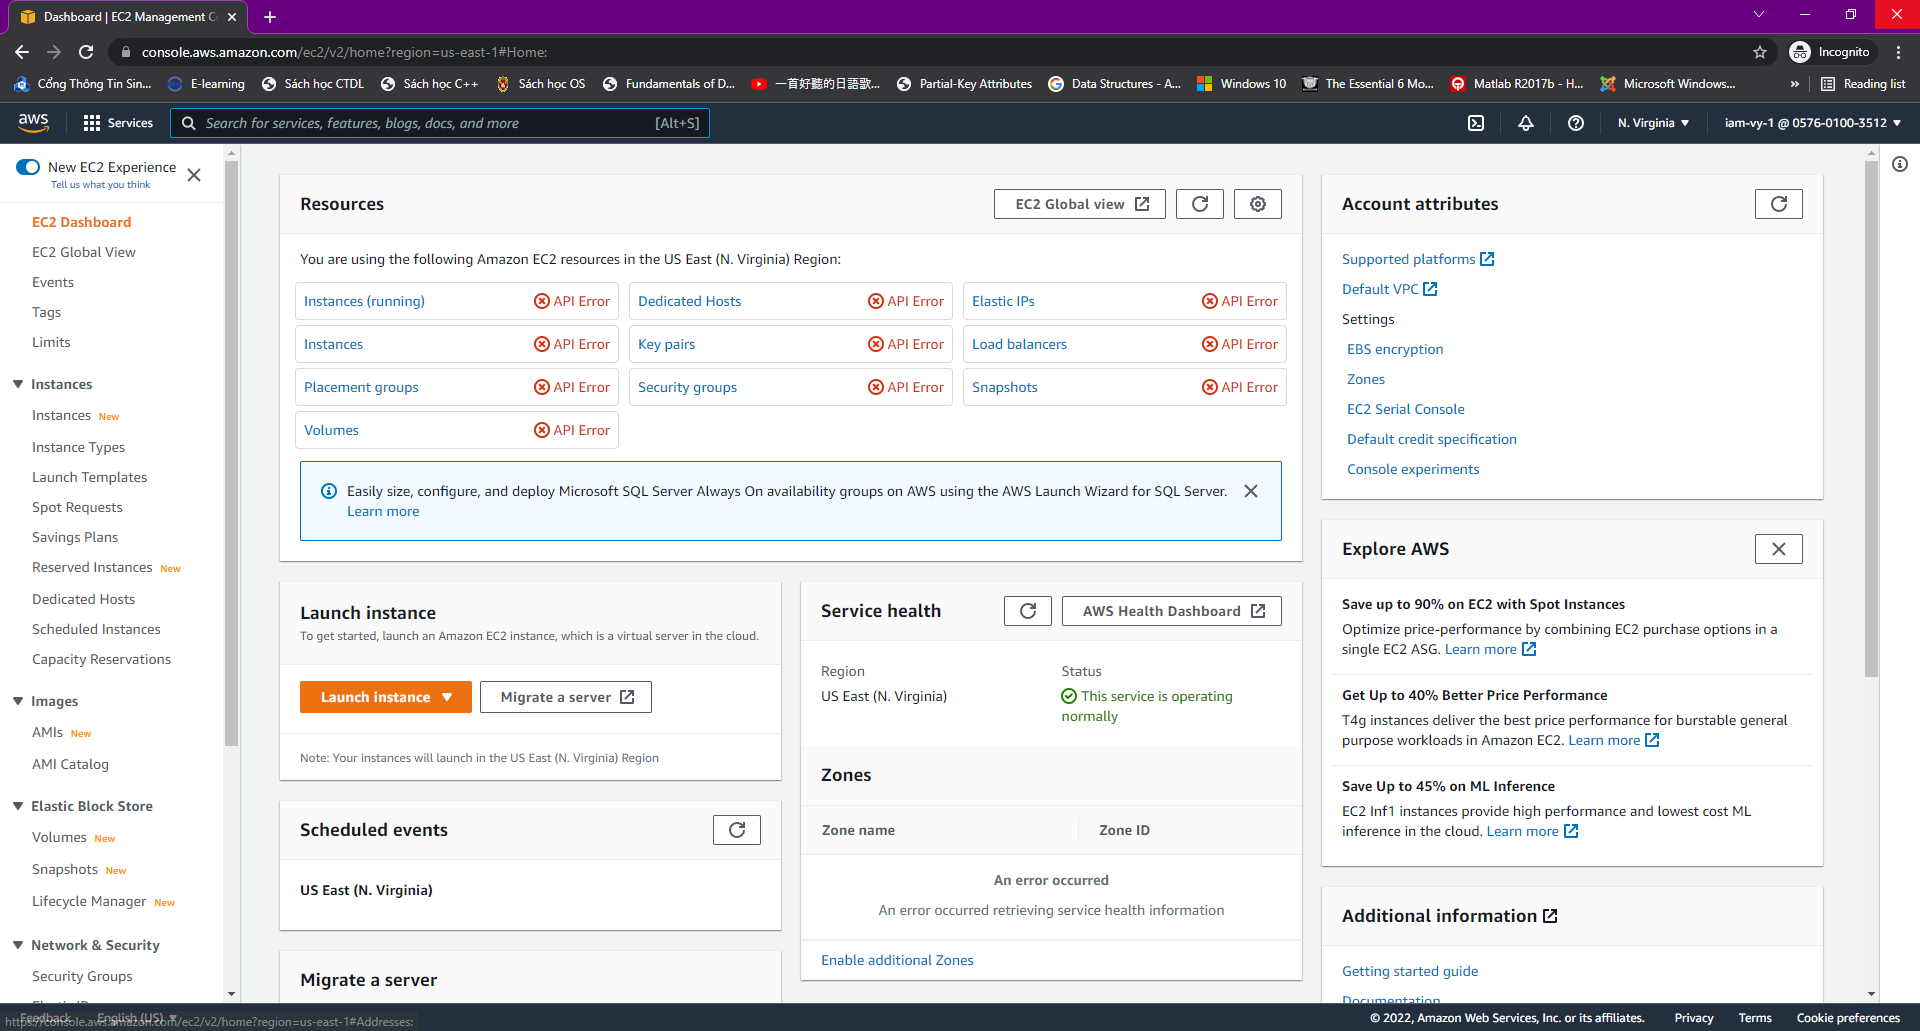 Dashboard | EC2 Management C
console.aws.amazon.com/ec2/v2/home?region=us-east-1#Home:
Incognito
Cổng Thông Tin Sin...
E-learning
Sách học CTDL
Sách học C++
Sách học OS
Fundamentals of D...
一首好聽的日語歌...
Partial-Key Attributes
Data Structures - A...
Windows 10
The Essential 6 Mo...
Matlab R2017b - H...
Microsoft Windows...
»
Reading list
aws
Services
Search for services, features, blogs, docs, and more
[Alt+S]
N. Virginia
iam-vy-1 @ 0576-0100-3512
New EC2 Experience
Tell us what you think
EC2 Dashboard
EC2 Global View
Events
Tags
Limits
Instances
Instances New
Instance Types
Launch Templates
Spot Requests
Savings Plans
Reserved Instances New
Dedicated Hosts
Scheduled Instances
Capacity Reservations
Images
AMIs New
AMI Catalog
Elastic Block Store
Volumes New
Snapshots New
Lifecycle Manager New
Network & Security
Security Groups
Resources
EC2 Global view
You are using the following Amazon EC2 resources in the US East (N. Virginia) Region:
Instances (running) API Error
Dedicated Hosts API Error
Elastic IPs API Error
Instances API Error
Key pairs API Error
Load balancers API Error
Placement groups API Error
Security groups API Error
Snapshots API Error
Volumes API Error
Easily size, configure, and deploy Microsoft SQL Server Always On availability groups on AWS using the AWS Launch Wizard for SQL Server.
Learn more
Launch instance
To get started, launch an Amazon EC2 instance, which is a virtual server in the cloud.
Launch instance
Migrate a server
Note: Your instances will launch in the US East (N. Virginia) Region
Scheduled events
US East (N. Virginia)
Migrate a server
Service health
AWS Health Dashboard
Region
US East (N. Virginia)
Status
This service is operating
normally
Zones
Zone name
Zone ID
An error occurred
An error occurred retrieving service health information
Enable additional Zones
Account attributes
Supported platforms
Default VPC
Settings
EBS encryption
Zones
EC2 Serial Console
Default credit specification
Console experiments
Explore AWS
Save up to 90% on EC2 with Spot Instances
Optimize price-performance by combining EC2 purchase options in a
single EC2 ASG. Learn more
Get Up to 40% Better Price Performance
T4g instances deliver the best price performance for burstable general
purpose workloads in Amazon EC2. Learn more
Save Up to 45% on ML Inference
EC2 Inf1 instances provide high performance and lowest cost ML
inference in the cloud. Learn more
Additional information
Getting started guide
Documentation
Feedback
English (US)
https://console.aws.amazon.com/ec2/v2/home?region=us-east-1#Addresses:
© 2022, Amazon Web Services, Inc. or its affiliates.
Privacy
Terms
Cookie preferences